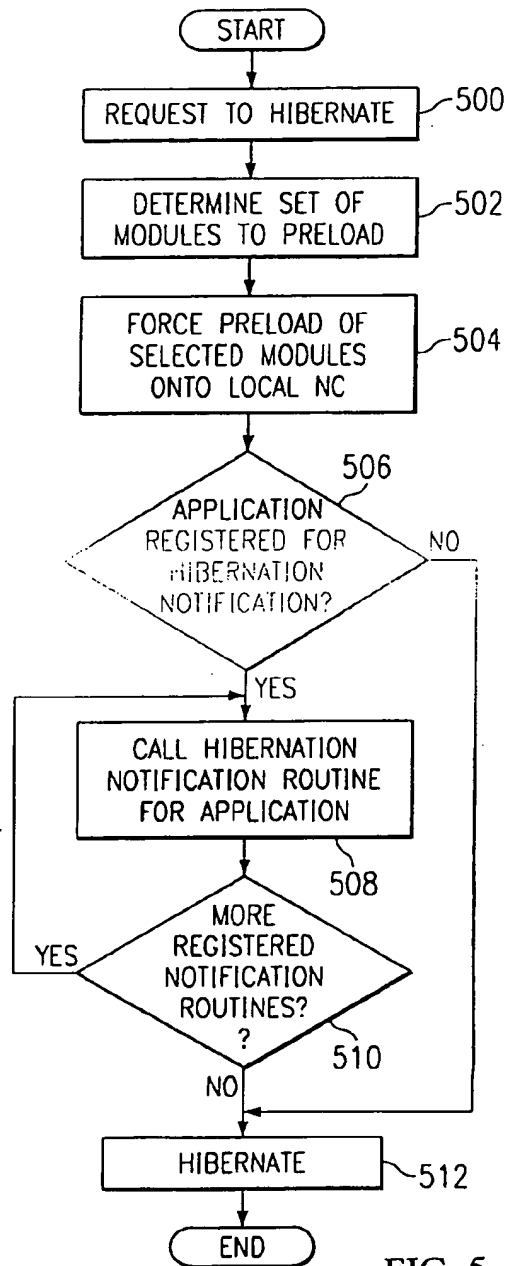 START
REQUEST TO HIBERNATE
500
DETERMINE SET OF
MODULES TO PRELOAD
502
FORCE PRELOAD OF
SELECTED MODULES
ONTO LOCAL NC
504
506
APPLICATION
REGISTERED FOR
HIBERNATION
NOTIFICATION?
NO
YES
CALL HIBERNATION
NOTIFICATION ROUTINE
FOR APPLICATION
508
YES
MORE
REGISTERED
NOTIFICATION
ROUTINES?
?
510
NO
HIBERNATE
512
END
FIG. 5